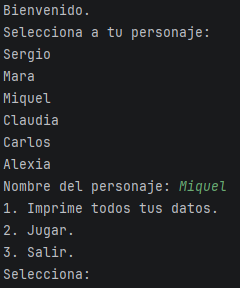 Bienvenido.
Selecciona a tu personaje:
Sergio
Mara
Miquel
Claudia
Carlos
Alexia
Nombre del personaje: Miquel
1. Imprime todos tus datos.
2. Jugar.
3. Salir.
Selecciona: